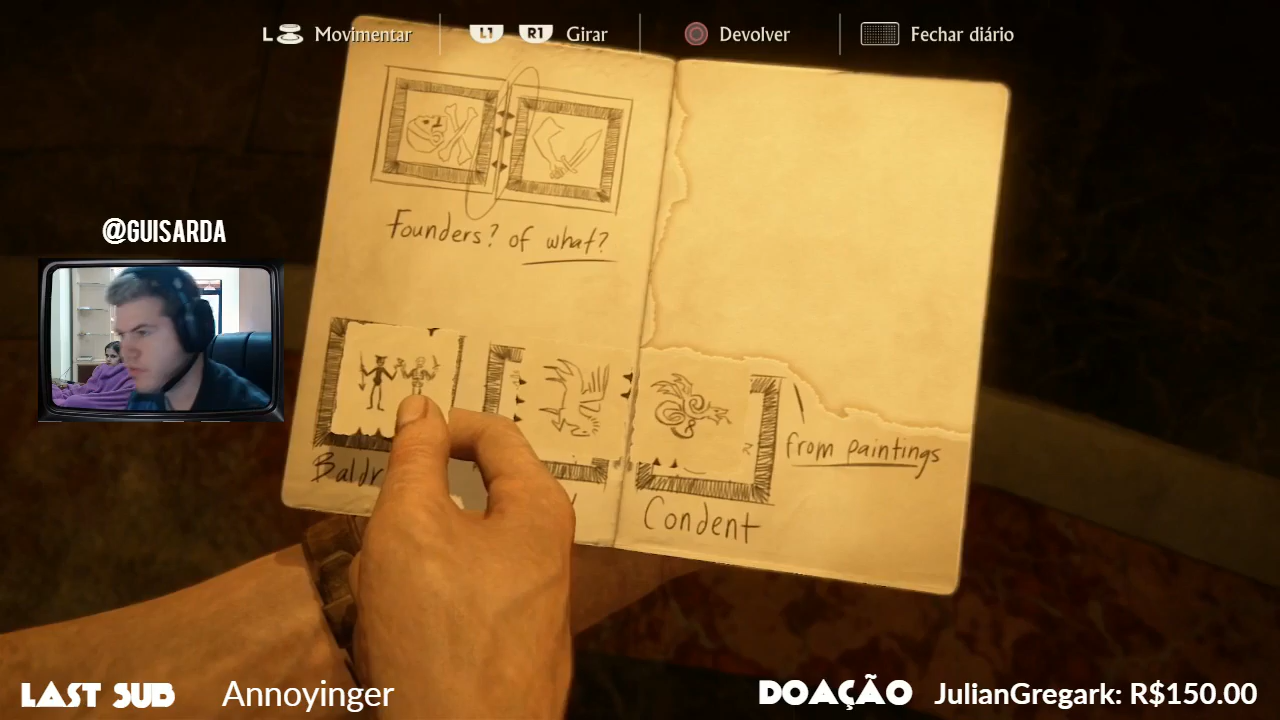 L Movimentar L1 R1 Girar Devolver Fechar diário
Founders? of what?
@GUISARDA
from paintings
Condent
LAST SUB Annoyinger
DOAÇÃO JulianGregark: R$150.00